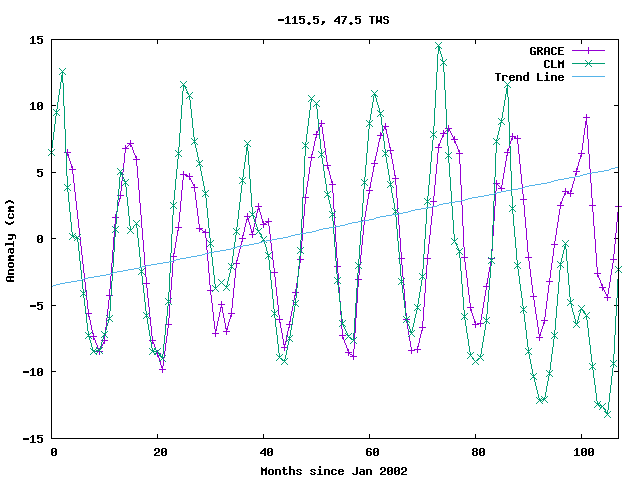 -115.5, 47.5 TWS
GRACE
CLM
Trend Line
15
10
5
0
-5
-10
-15
Anomaly (cm)
0 20 40 60 80 100
Months since Jan 2002